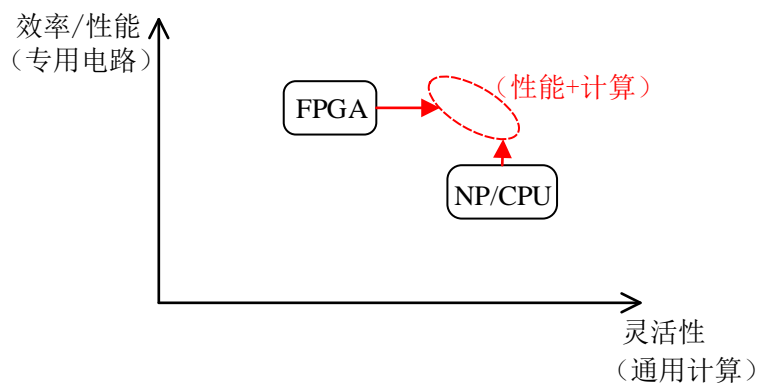 效率/性能
（专用电路）
FPGA
（性能+计算）
NP/CPU
灵活性
（通用计算）